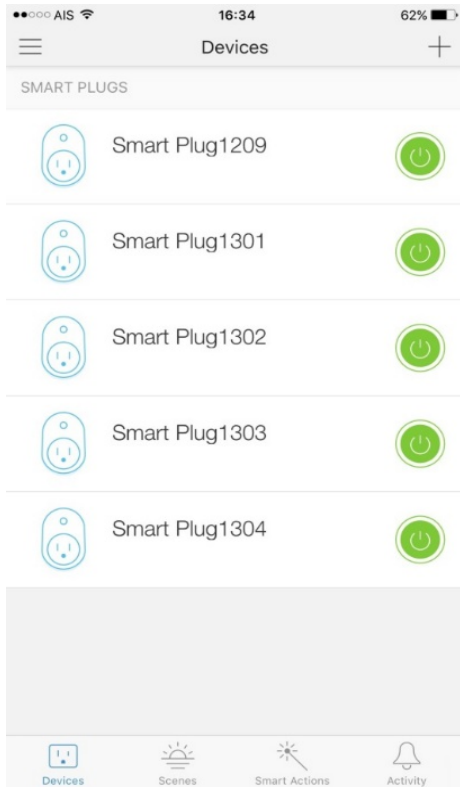 AIS 16:34 62%
Devices
SMART PLUGS
Smart Plug1209
Smart Plug1301
Smart Plug1302
Smart Plug1303
Smart Plug1304
Devices Scenes Smart Actions Activity